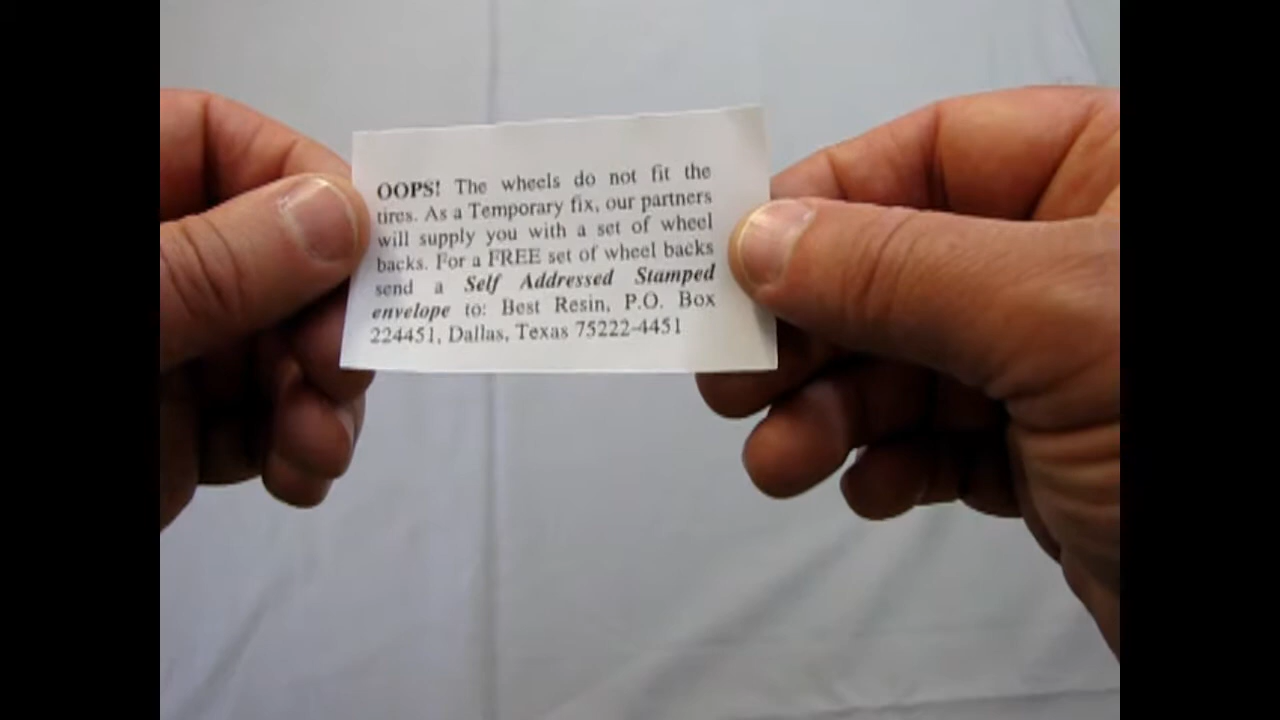 OOPS! The wheels do not fit the
tires. As a Temporary fix, our partners
will supply you with a set of wheel
backs. For a FREE set of wheel backs
send a Self Addressed Stamped
envelope to: Best Resin, P.O. Box
224451, Dallas, Texas 75222-4451